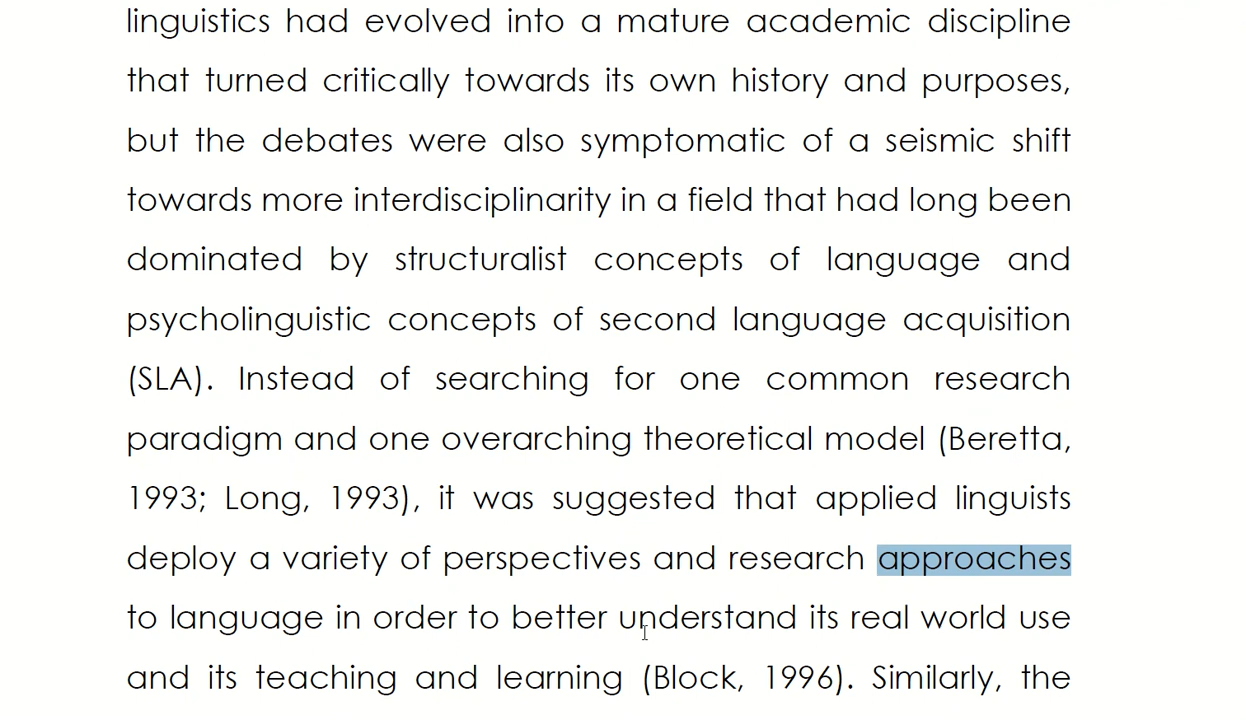 linguistics had evolved into a mature academic discipline
that turned critically towards its own history and purposes,
but the debates were also symptomatic of a seismic shift
towards more interdisciplinarity in a field that had long been
dominated by structuralist concepts of language and
psycholinguistic concepts of second language acquisition
(SLA). Instead of searching for one common research
paradigm and one overarching theoretical model (Beretta,
1993; Long, 1993), it was suggested that applied linguists
deploy a variety of perspectives and research approaches
to language in order to better understand its real world use
and its teaching and learning (Block, 1996). Similarly, the